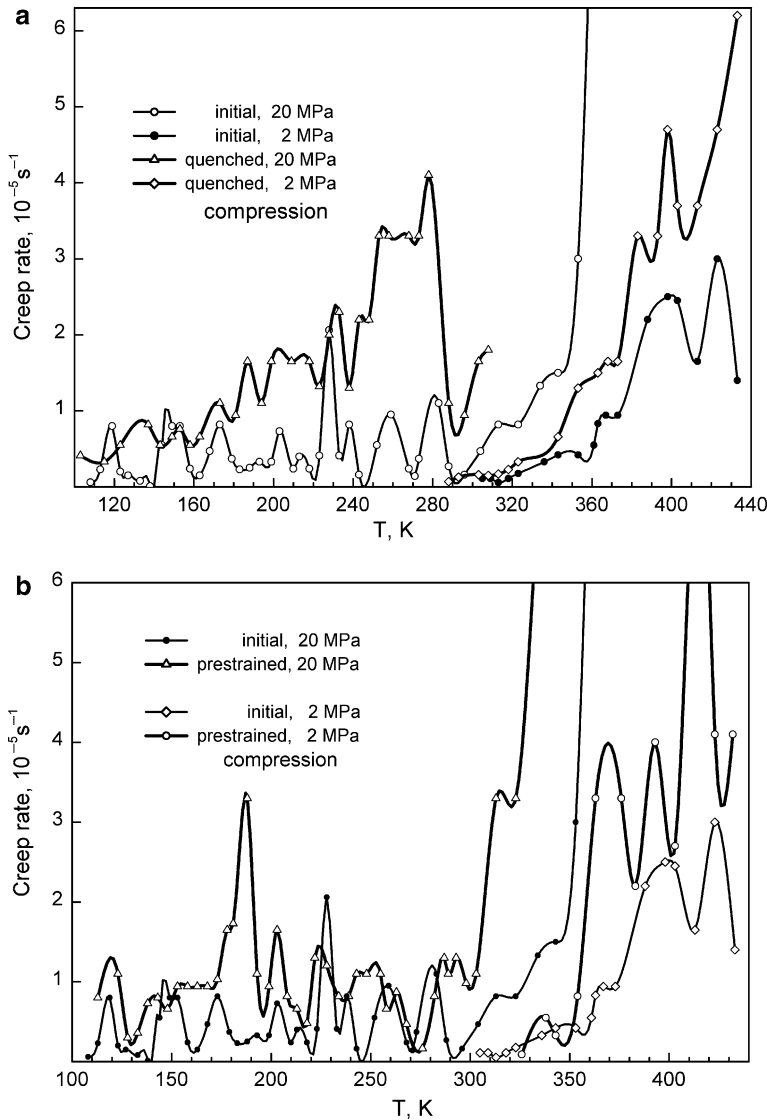 a
6
5
4
3
2
1
Creep rate, 10⁻⁵s⁻¹
initial, 20 MPa
initial, 2 MPa
quenched, 20 MPa
quenched, 2 MPa
compression
120 160 200 240 280 320 360 400 440
T, K
b
6
5
4
3
2
1
Creep rate, 10⁻⁵s⁻¹
initial, 20 MPa
prestrained, 20 MPa
initial, 2 MPa
prestrained, 2 MPa
compression
100 150 200 250 300 350 400
T, K